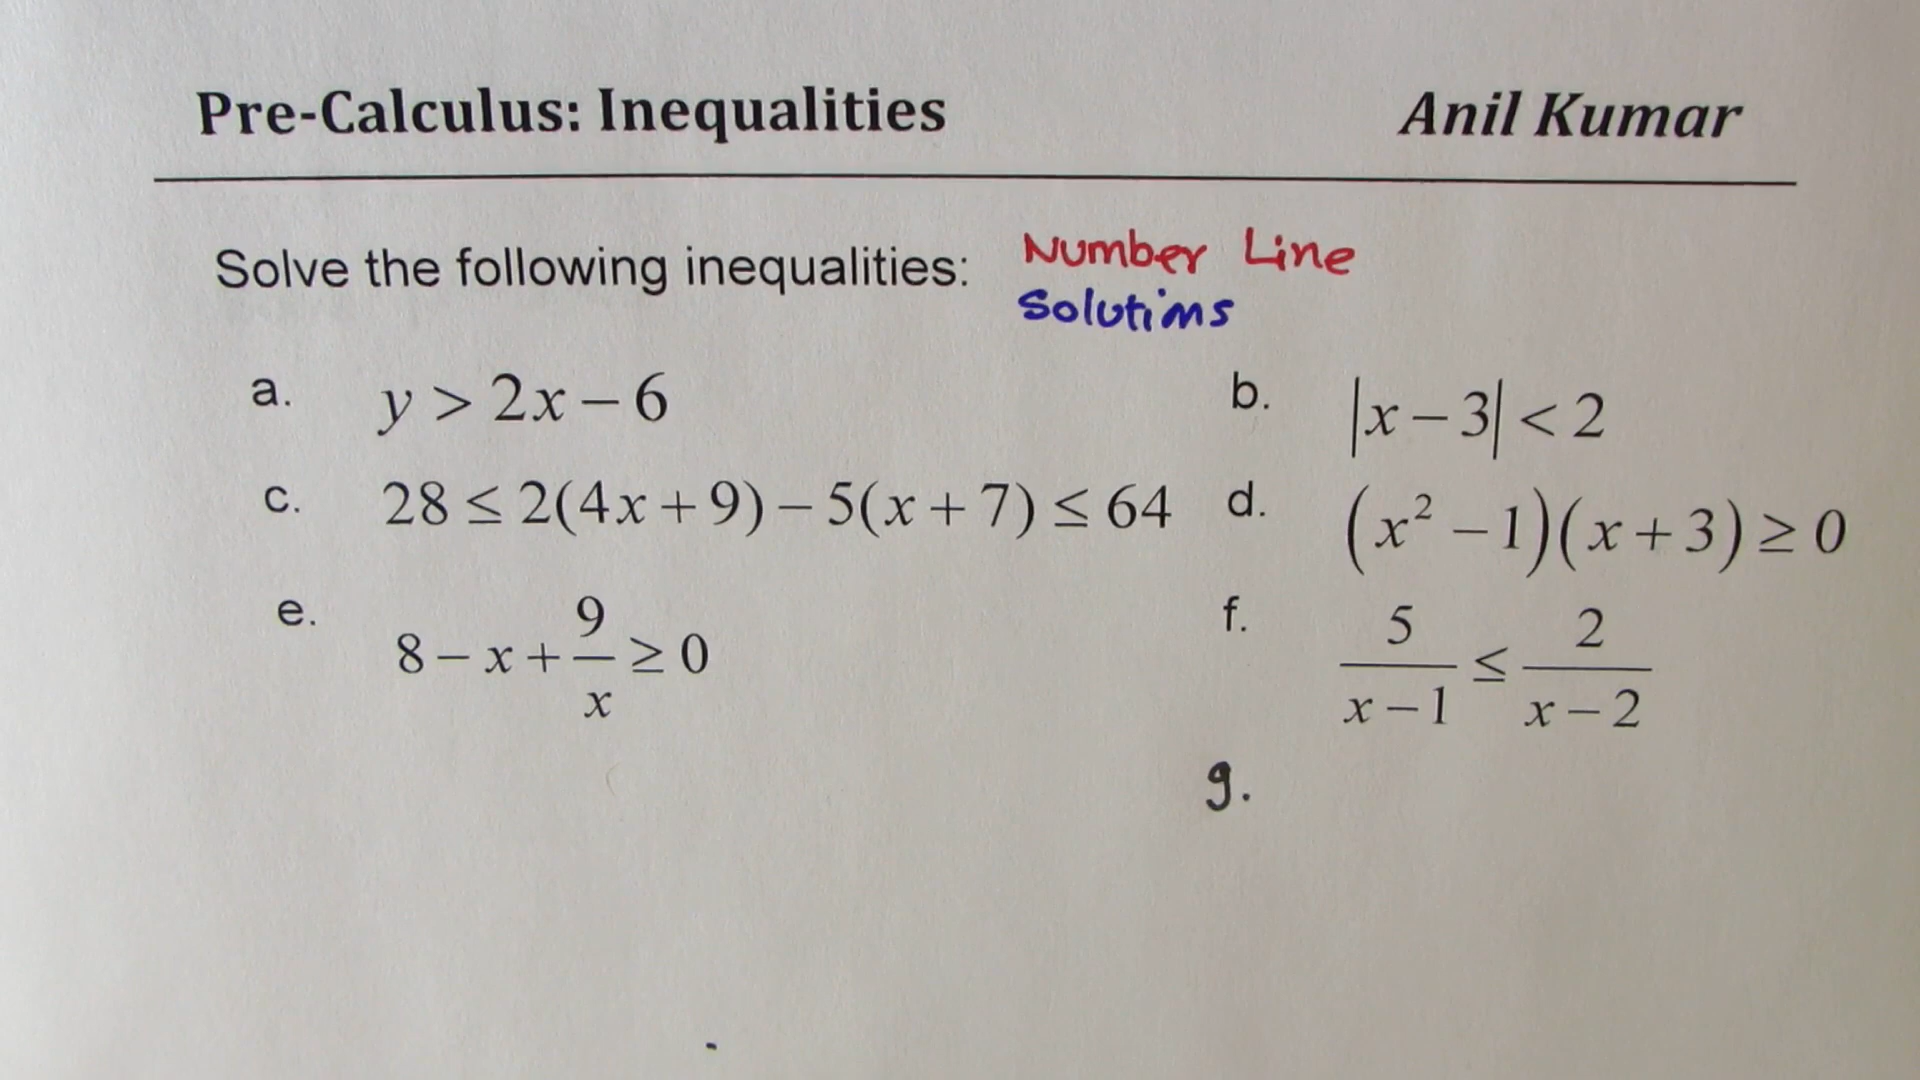 Pre-Calculus: Inequalities Anil Kumar
Solve the following inequalities: Number Line
Solutions
a. y > 2x − 6 b. |x − 3| < 2
c. 28 ≤ 2(4x + 9) − 5(x + 7) ≤ 64 d. (x² − 1)(x + 3) ≥ 0
e. 8 − x + 9/x ≥ 0 f. 5/(x − 1) ≤ 2/(x − 2)
g.